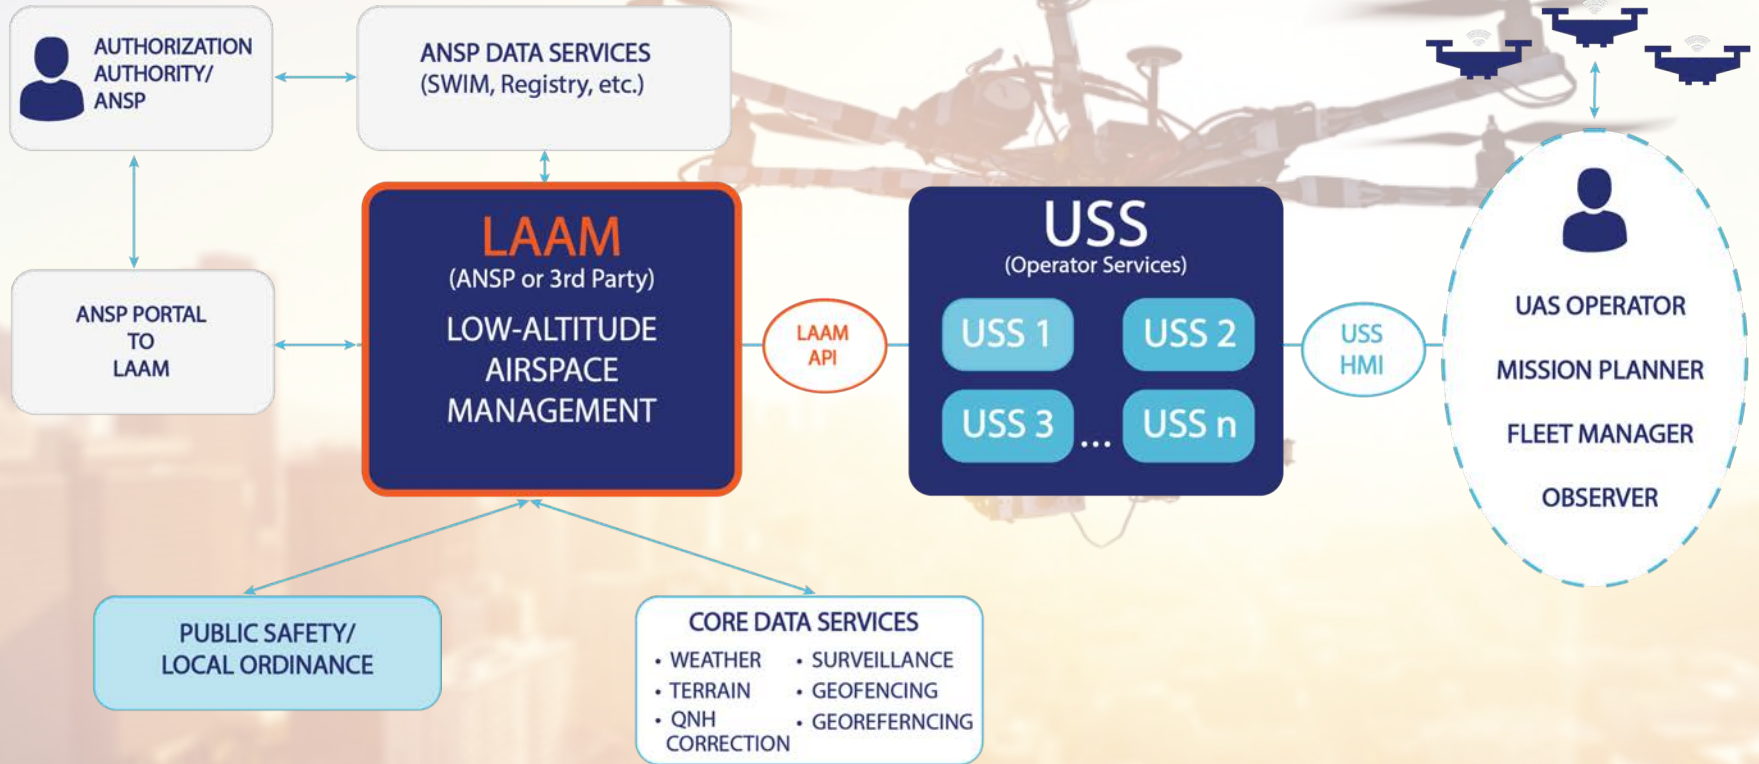 AUTHORIZATION
AUTHORITY/
ANSP
ANSP DATA SERVICES
(SWIM, Registry, etc.)
ANSP PORTAL
TO
LAAM
LAAM
(ANSP or 3rd Party)
LOW-ALTITUDE
AIRSPACE
MANAGEMENT
LAAM
API
USS
(Operator Services)
USS 1
USS 2
USS 3
...
USS n
USS
HMI
UAS OPERATOR
MISSION PLANNER
FLEET MANAGER
OBSERVER
PUBLIC SAFETY/
LOCAL ORDINANCE
CORE DATA SERVICES
• WEATHER
• TERRAIN
• QNH
CORRECTION
• SURVEILLANCE
• GEOFENCING
• GEOREFERNCING